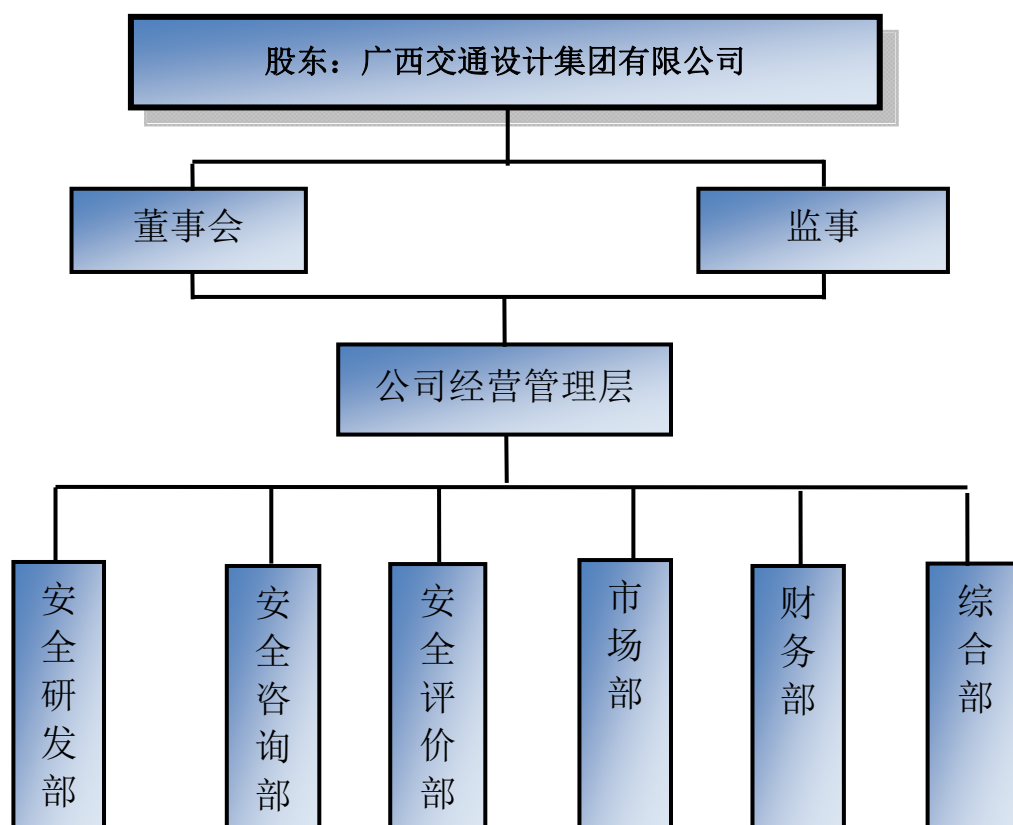 股东：广西交通设计集团有限公司
董事会
监事
公司经营管理层
安全研发部
安全咨询部
安全评价部
市场部
财务部
综合部